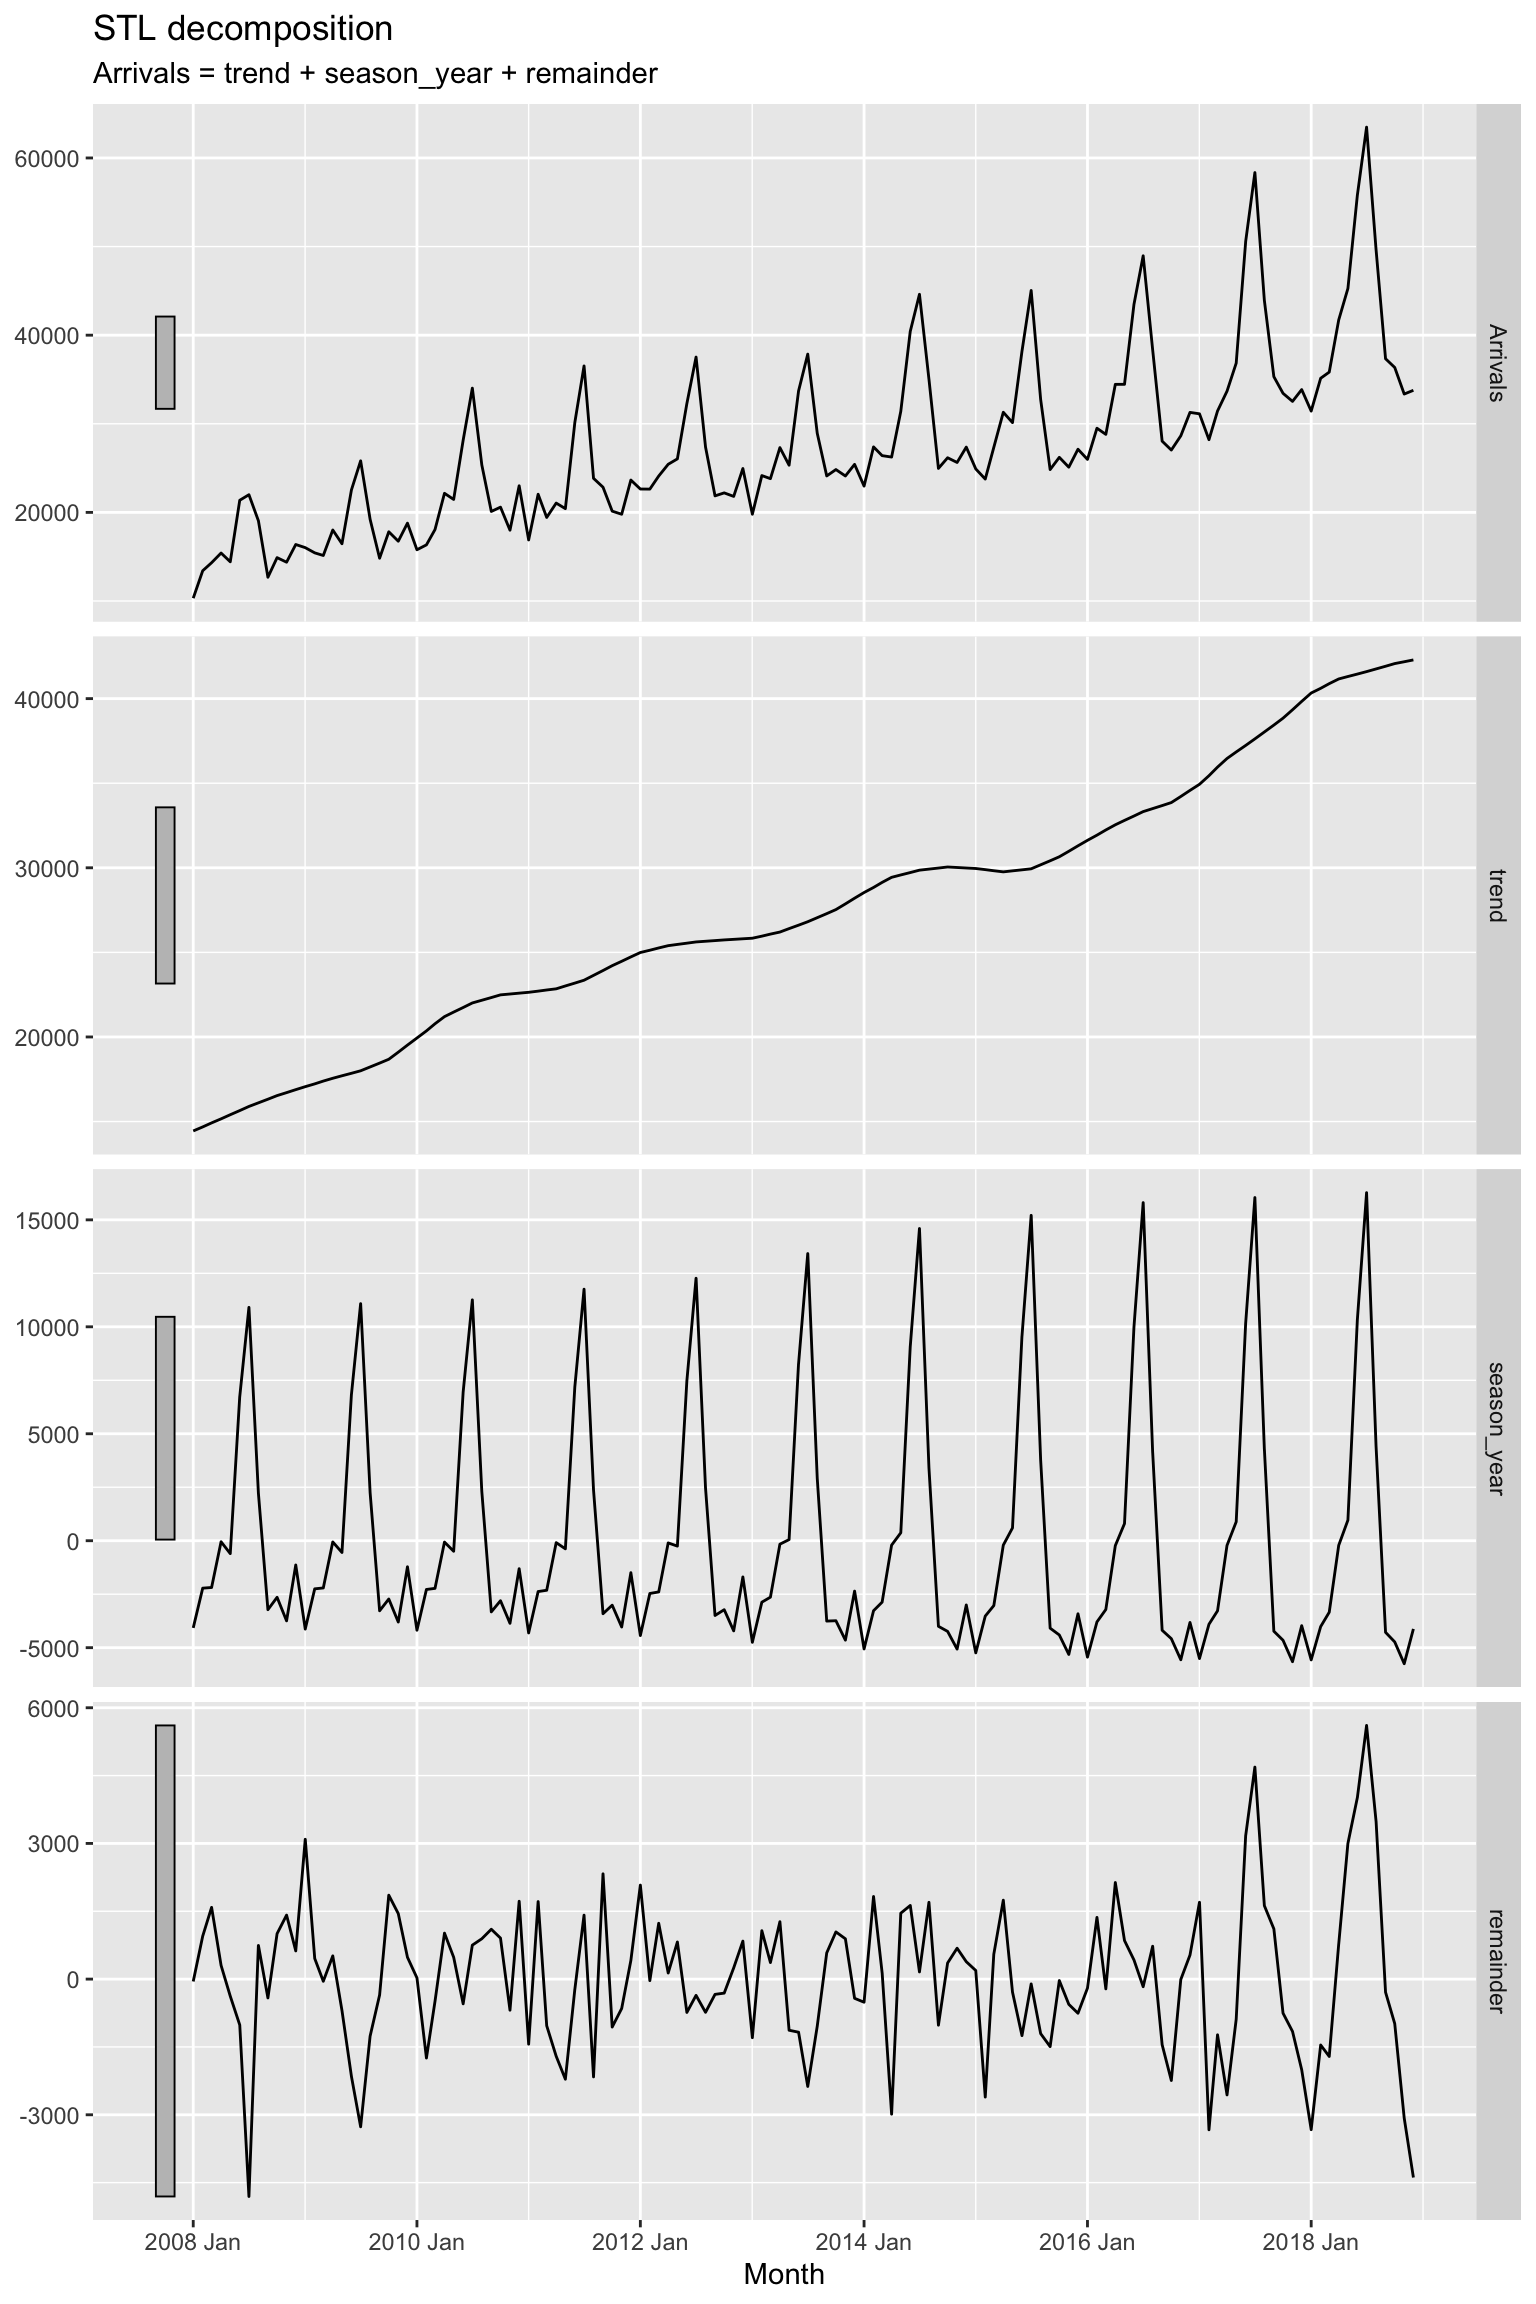 STL decomposition
Arrivals = trend + season_year + remainder
60000
40000
20000
Arrivals
40000
30000
20000
trend
15000
10000
5000
0
-5000
season_year
6000
3000
0
-3000
remainder
2008 Jan
2010 Jan
2012 Jan
2014 Jan
2016 Jan
2018 Jan
Month